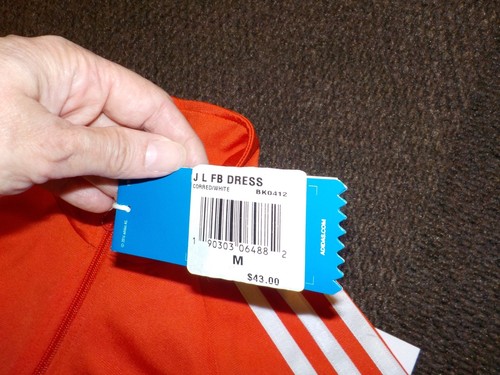 J L FB DRESS
CORRED/WHITE BK0412
1 90303 06488 2
M
$43.00
ADIDAS.COM